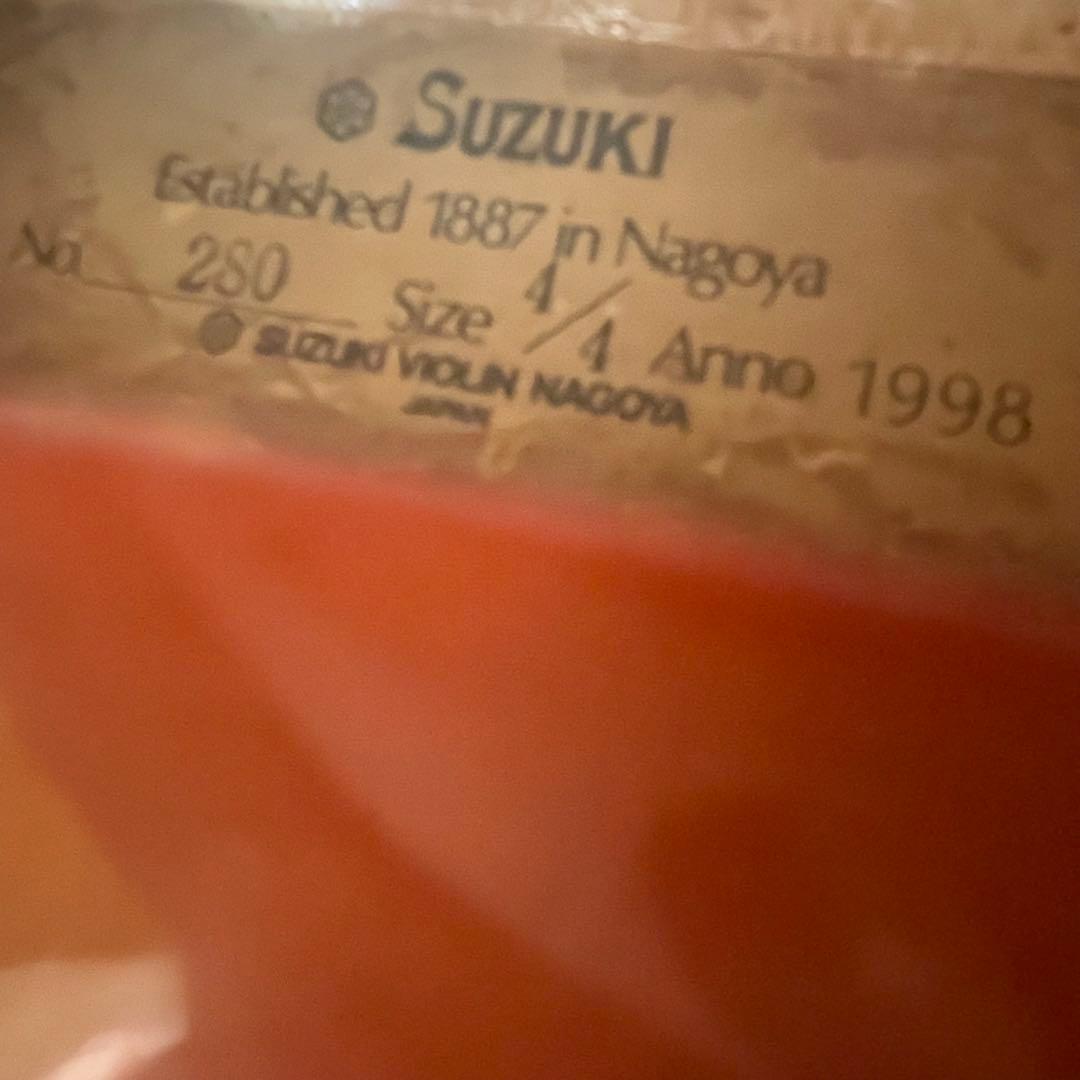 SUZUKI
Established 1887 in Nagoya
No. 280 Size 4/4 Anno 1998
SUZUKI VIOLIN NAGOYA
JAPAN